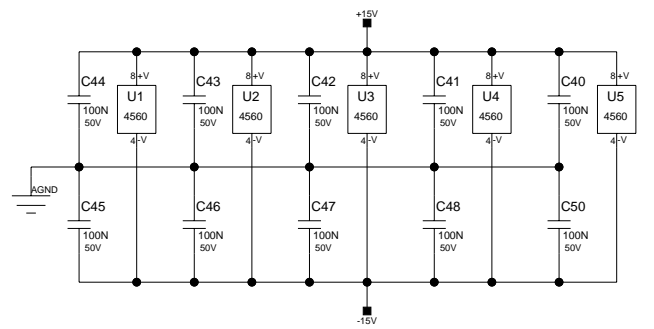 +15V
C44 8 +V C43 8 +V C42 8 +V C41 8 +V C40 8 +V
U1 U2 U3 U4 U5
100N 4560 100N 4560 100N 4560 100N 4560 100N 4560
50V 50V 50V 50V 50V
4 -V 4 -V 4 -V 4 -V 4 -V
AGND
C45 C46 C47 C48 C50
100N 100N 100N 100N 100N
50V 50V 50V 50V 50V
-15V